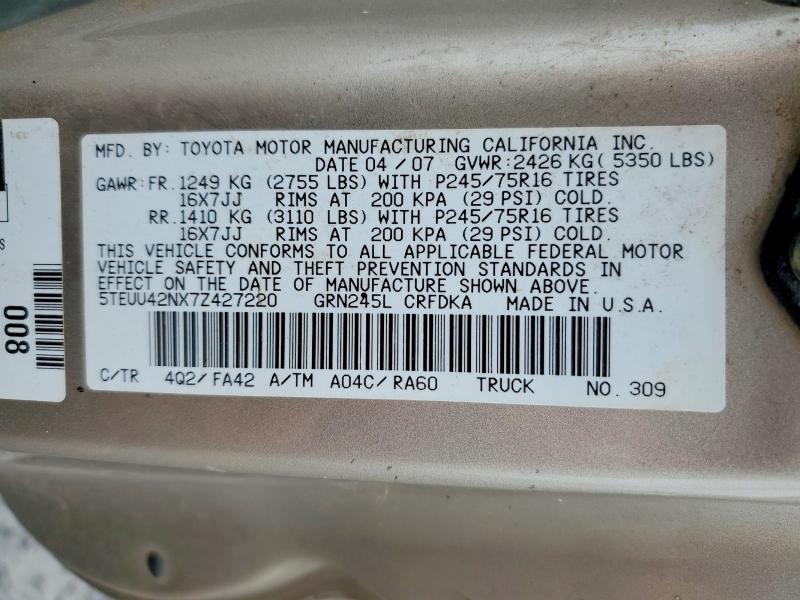 MFD. BY: TOYOTA MOTOR MANUFACTURING CALIFORNIA INC.
DATE 04 / 07 GVWR: 2426 KG ( 5350 LBS)
GAWR: FR. 1249 KG (2755 LBS) WITH P245/75R16 TIRES
16X7JJ RIMS AT 200 KPA (29 PSI) COLD.
RR. 1410 KG (3110 LBS) WITH P245/75R16 TIRES
16X7JJ RIMS AT 200 KPA (29 PSI) COLD.
THIS VEHICLE CONFORMS TO ALL APPLICABLE FEDERAL MOTOR
VEHICLE SAFETY AND THEFT PREVENTION STANDARDS IN
EFFECT ON THE DATE OF MANUFACTURE SHOWN ABOVE.
5TEUU42NX7Z427220 GRN245L CRFDKA MADE IN U.S.A.
C/TR 4Q2/ FA42 A/TM A04C/ RA60 TRUCK NO. 309
S
008